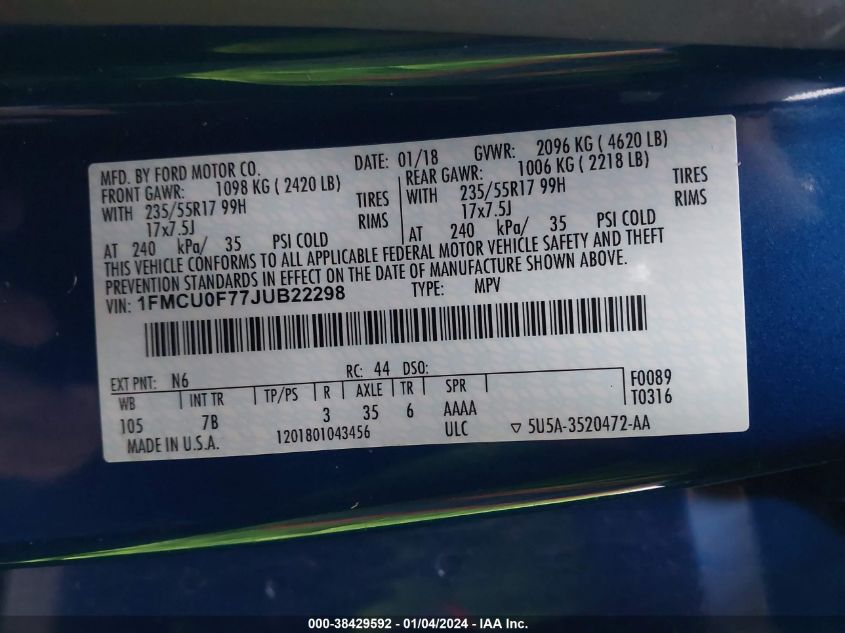 MFD. BY FORD MOTOR CO. DATE: 01/18 GVWR: 2096 KG ( 4620 LB)
FRONT GAWR: 1098 KG ( 2420 LB) REAR GAWR: 1006 KG ( 2218 LB)
WITH 235/55R17 99H TIRES WITH 235/55R17 99H TIRES
17x7.5J RIMS 17x7.5J RIMS
AT 240 kPa/ 35 PSI COLD AT 240 kPa/ 35 PSI COLD
THIS VEHICLE CONFORMS TO ALL APPLICABLE FEDERAL MOTOR VEHICLE SAFETY AND THEFT
PREVENTION STANDARDS IN EFFECT ON THE DATE OF MANUFACTURE SHOWN ABOVE.
VIN: 1FMCU0F77JUB22298 TYPE: MPV
EXT PNT: N6 RC: 44 DSO:
WB INT TR TP/PS R AXLE TR SPR F0089
105 7B 3 35 6 AAAA T0316
MADE IN U.S.A. 1201801043456 ULC ▽ 5U5A-3520472-AA
000-38429592 - 01/04/2024 - IAA Inc.